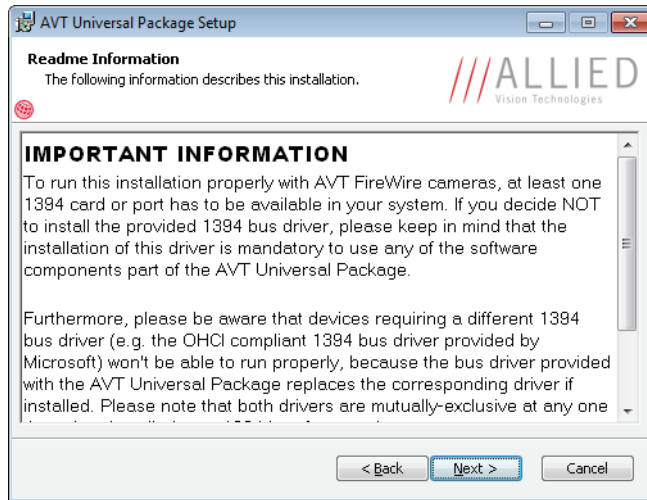 AVT Universal Package Setup
Readme Information
The following information describes this installation.
ALLIED
Vision Technologies
IMPORTANT INFORMATION
To run this installation properly with AVT FireWire cameras, at least one
1394 card or port has to be available in your system. If you decide NOT
to install the provided 1394 bus driver, please keep in mind that the
installation of this driver is mandatory to use any of the software
components part of the AVT Universal Package.
Furthermore, please be aware that devices requiring a different 1394
bus driver (e.g. the OHCI compliant 1394 bus driver provided by
Microsoft) won't be able to run properly, because the bus driver provided
with the AVT Universal Package replaces the corresponding driver if
installed. Please note that both drivers are mutually-exclusive at any one
< Back
Next >
Cancel